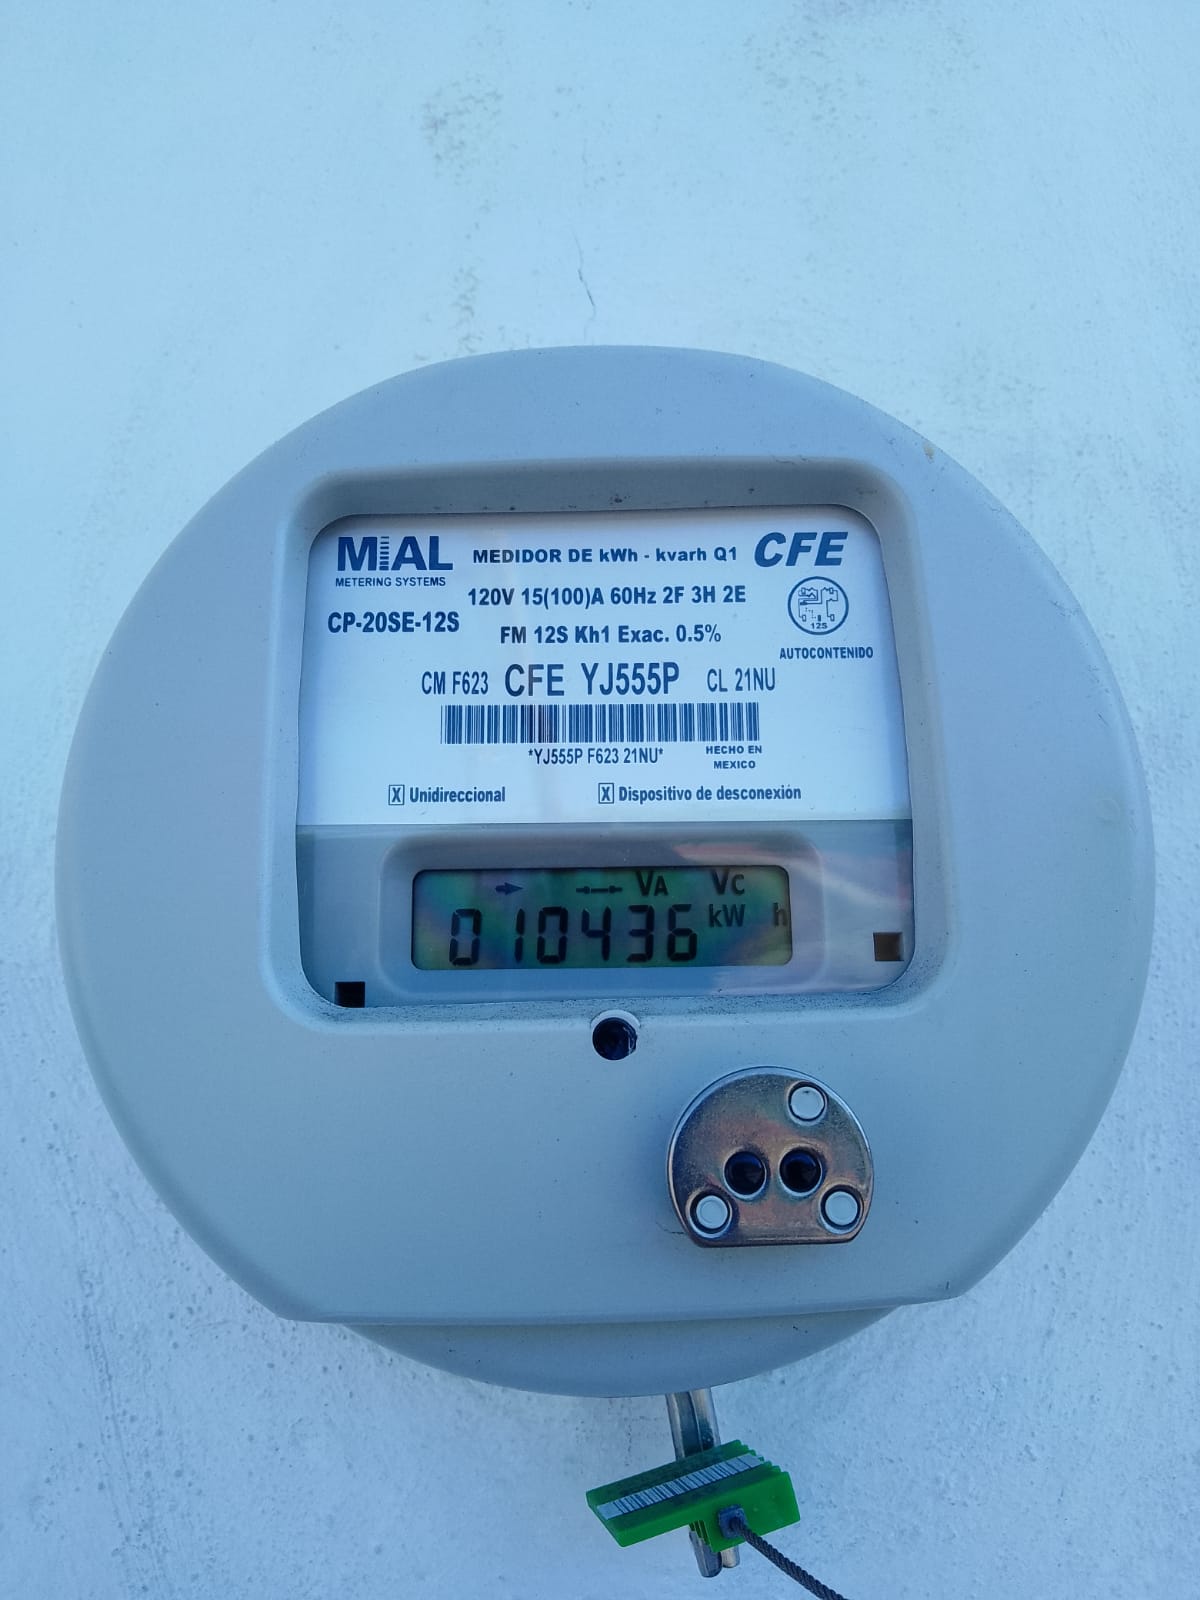 MIAL
METERING SYSTEMS
MEDIDOR DE kWh - kvarh Q1
CFE
120V 15(100)A 60Hz 2F 3H 2E
CP-20SE-12S
FM 12S Kh1 Exac. 0.5%
12S
AUTOCONTENIDO
CM F623 CFE YJ555P CL 21NU
*YJ555P F623 21NU*
HECHO EN
MEXICO
X Unidireccional
X Dispositivo de desconexión
VA VC
010436 kW h